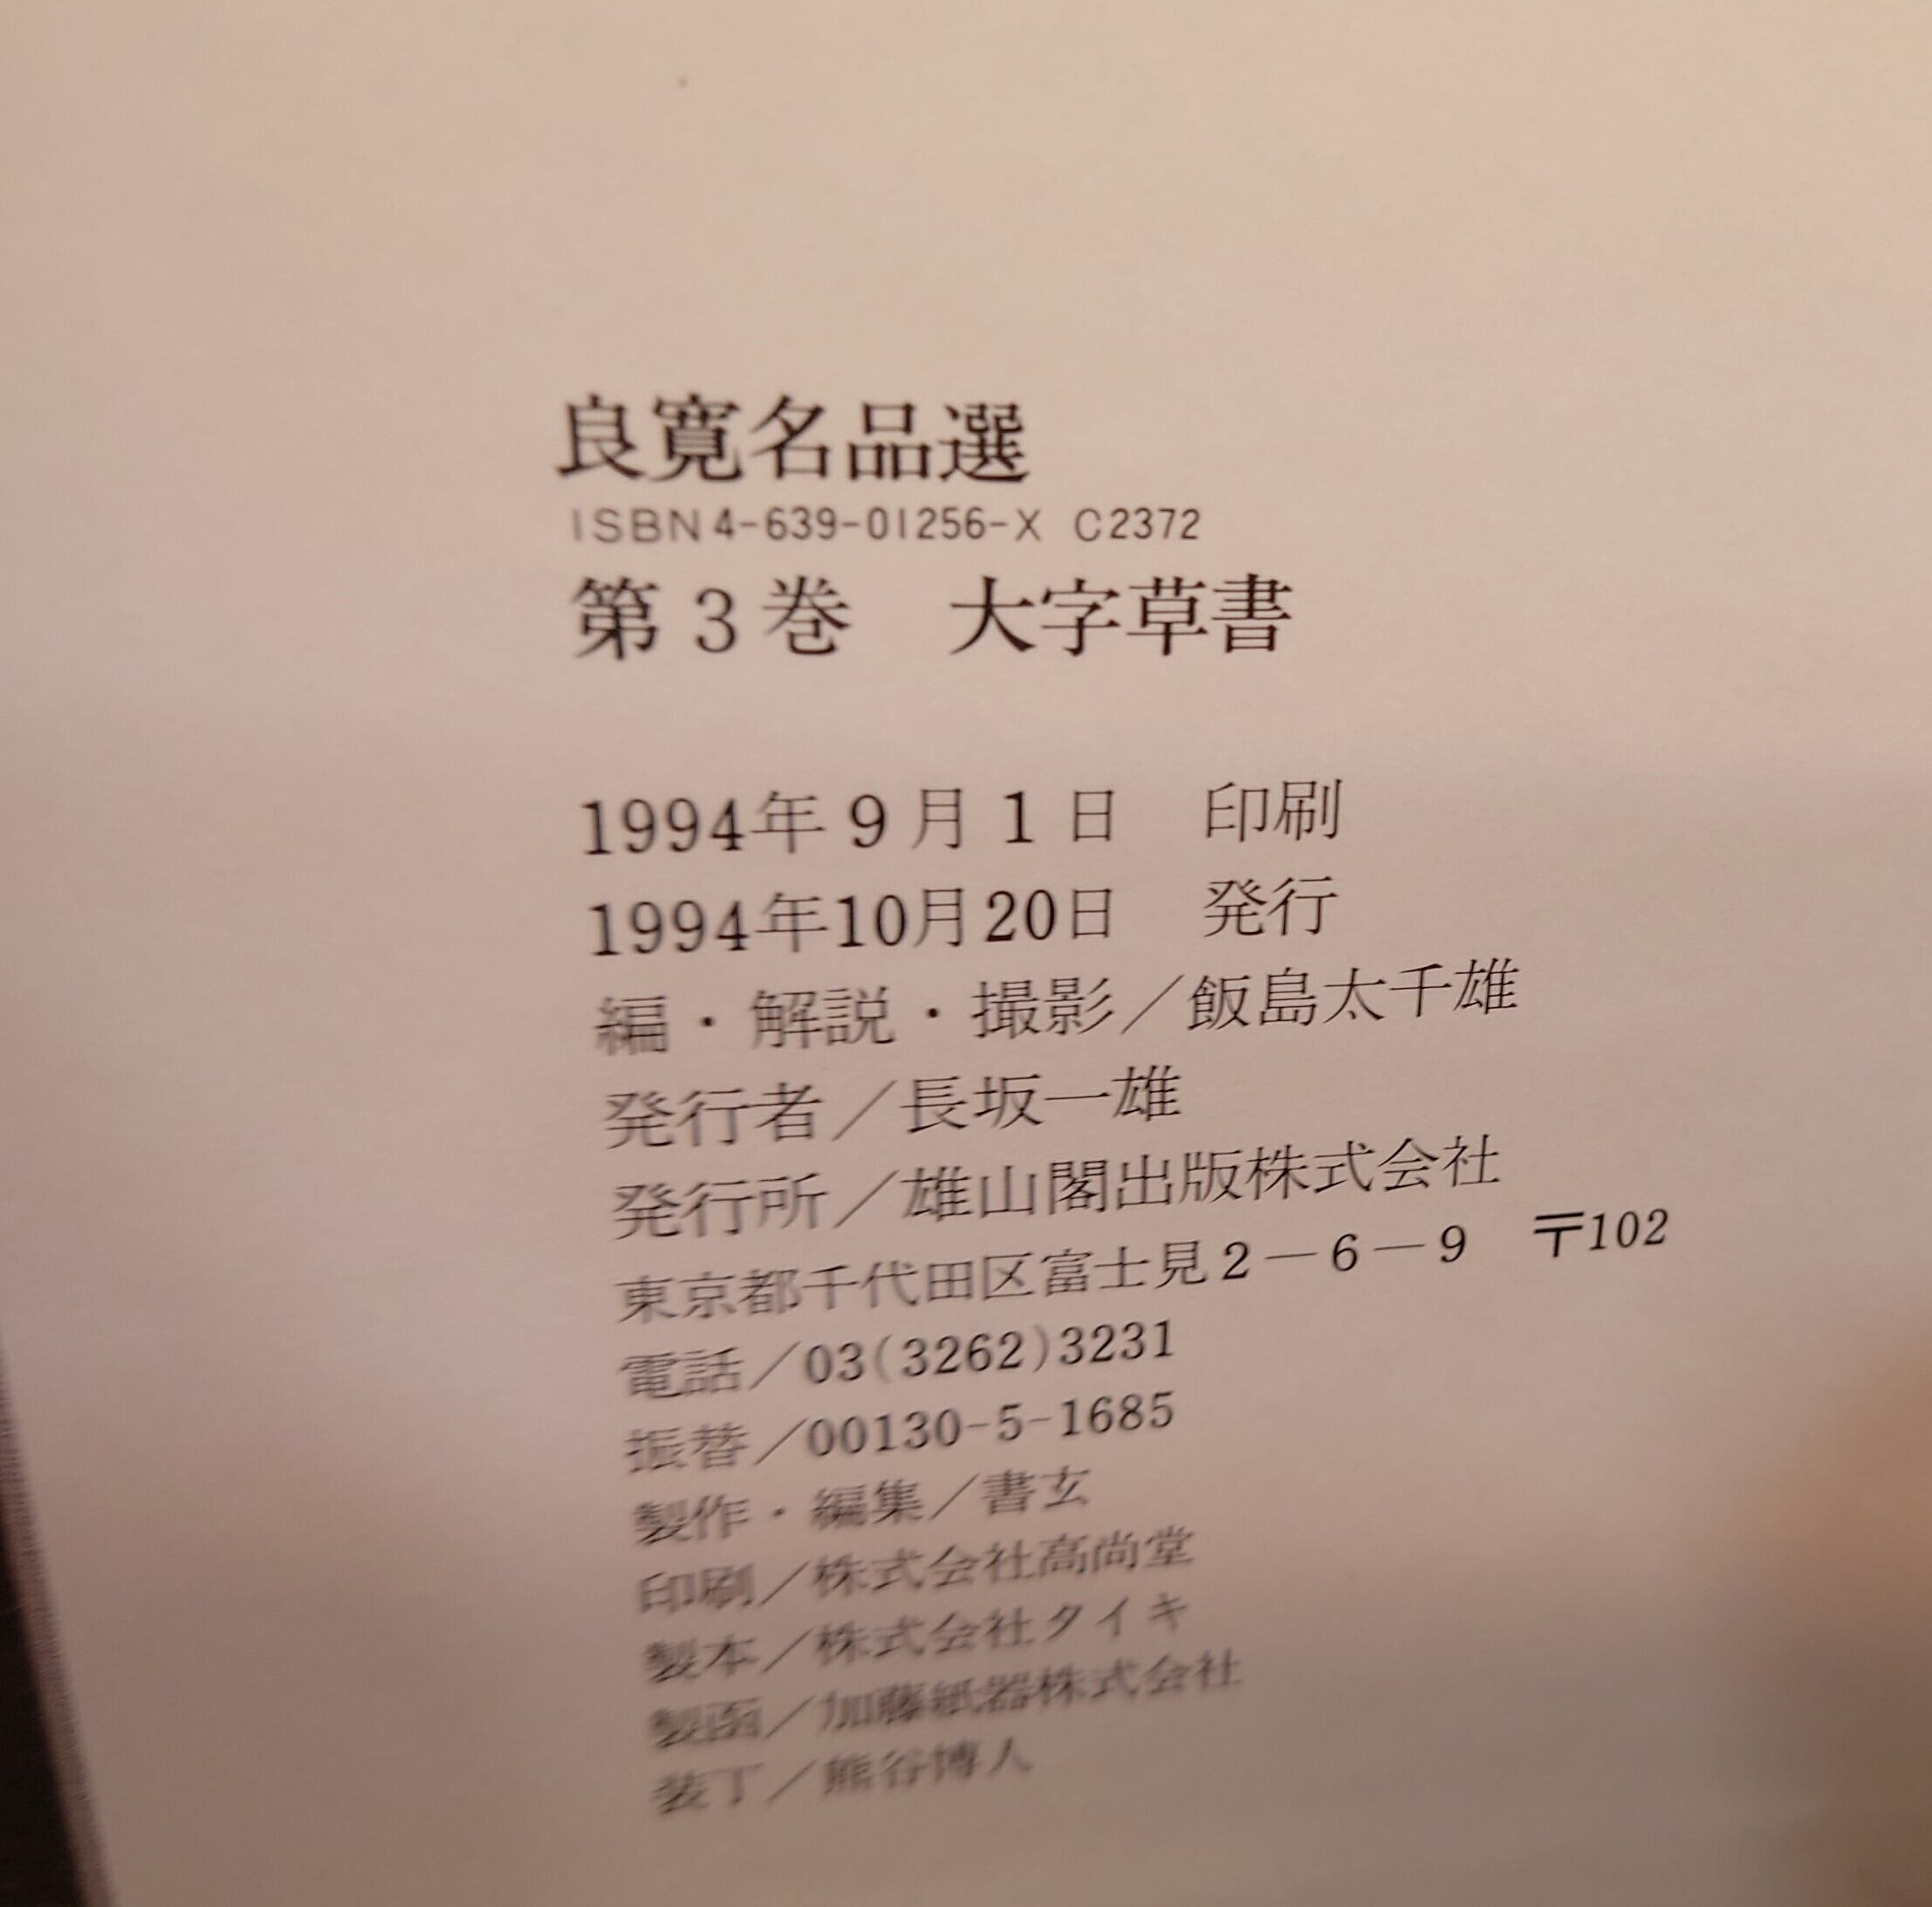 良寛名品選
ISBN4-639-01256-X C2372
第3巻　大字草書
1994年9月1日　印刷
1994年10月20日　発行
編・解説・撮影／飯島太千雄
発行者／長坂一雄
発行所／雄山閣出版株式会社
東京都千代田区富士見2－6－9　〒102
電話／03(3262)3231
振替／00130-5-1685
製作・編集／書玄
印刷／株式会社高尚堂
製本／株式会社タイキ
製函／加藤紙器株式会社
装丁／熊谷博人